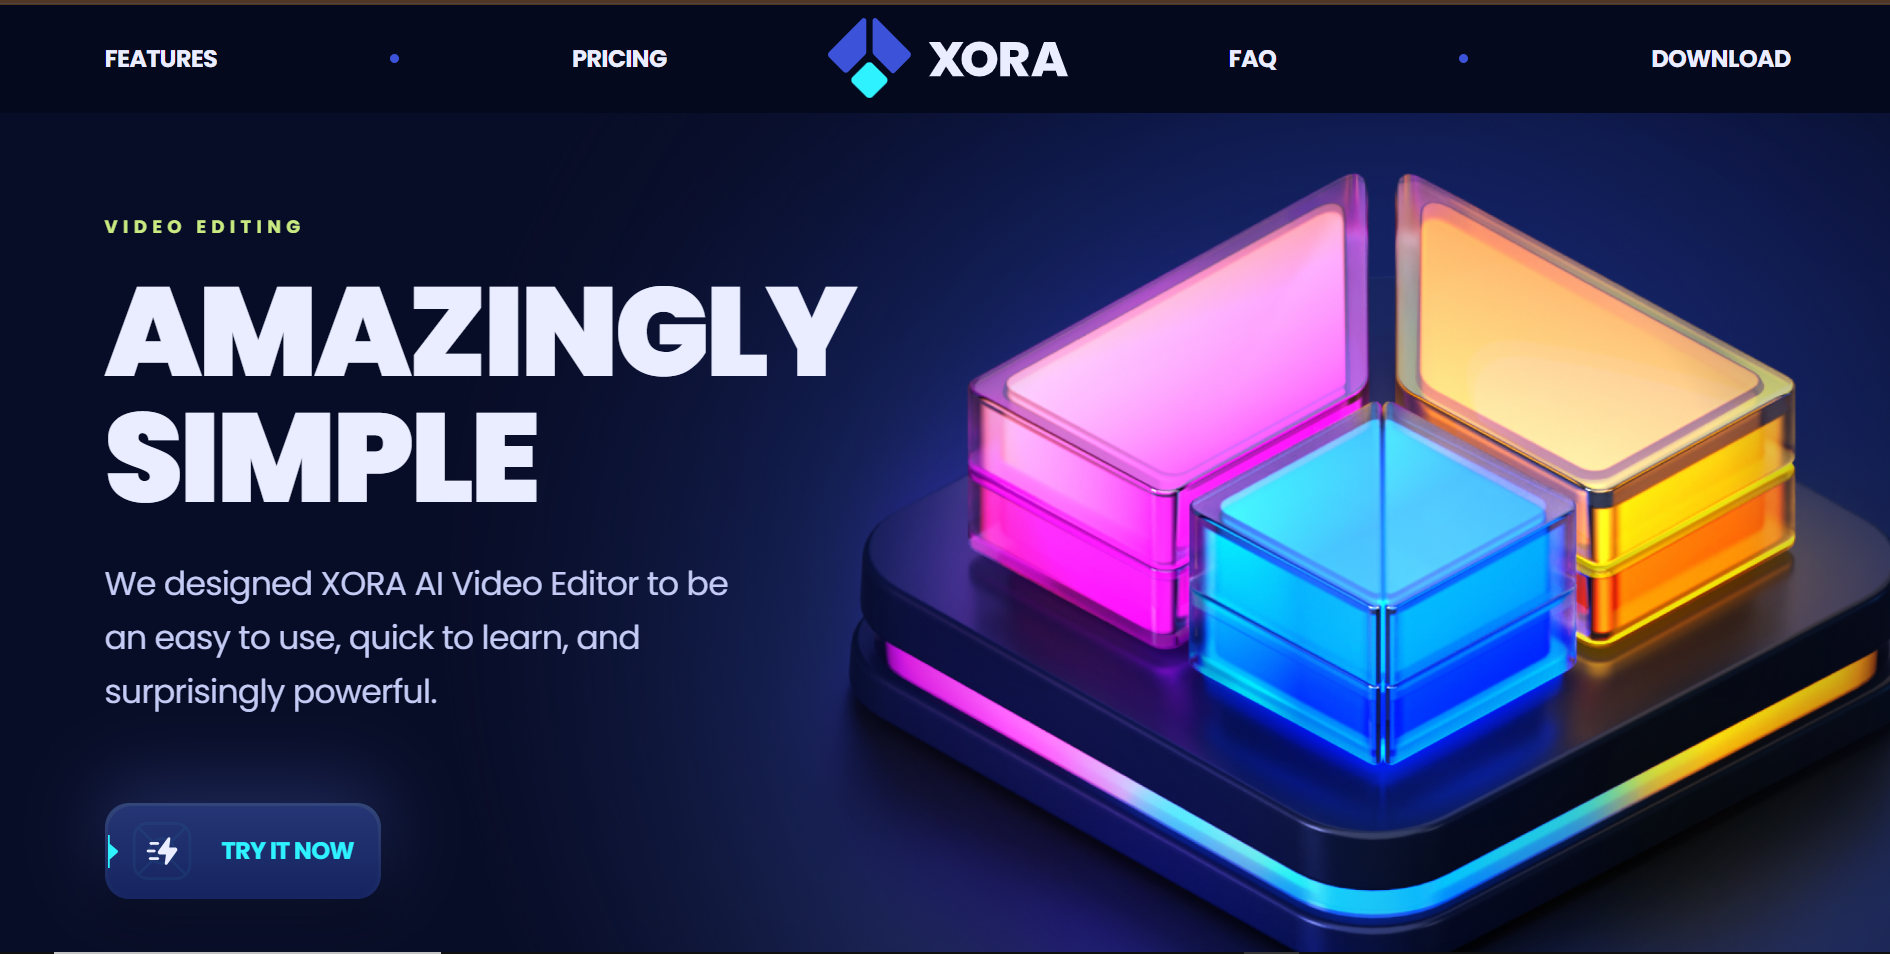 FEATURES
PRICING
XORA
FAQ
DOWNLOAD
VIDEO EDITING
AMAZINGLY
SIMPLE
We designed XORA AI Video Editor to be
an easy to use, quick to learn, and
surprisingly powerful.
TRY IT NOW